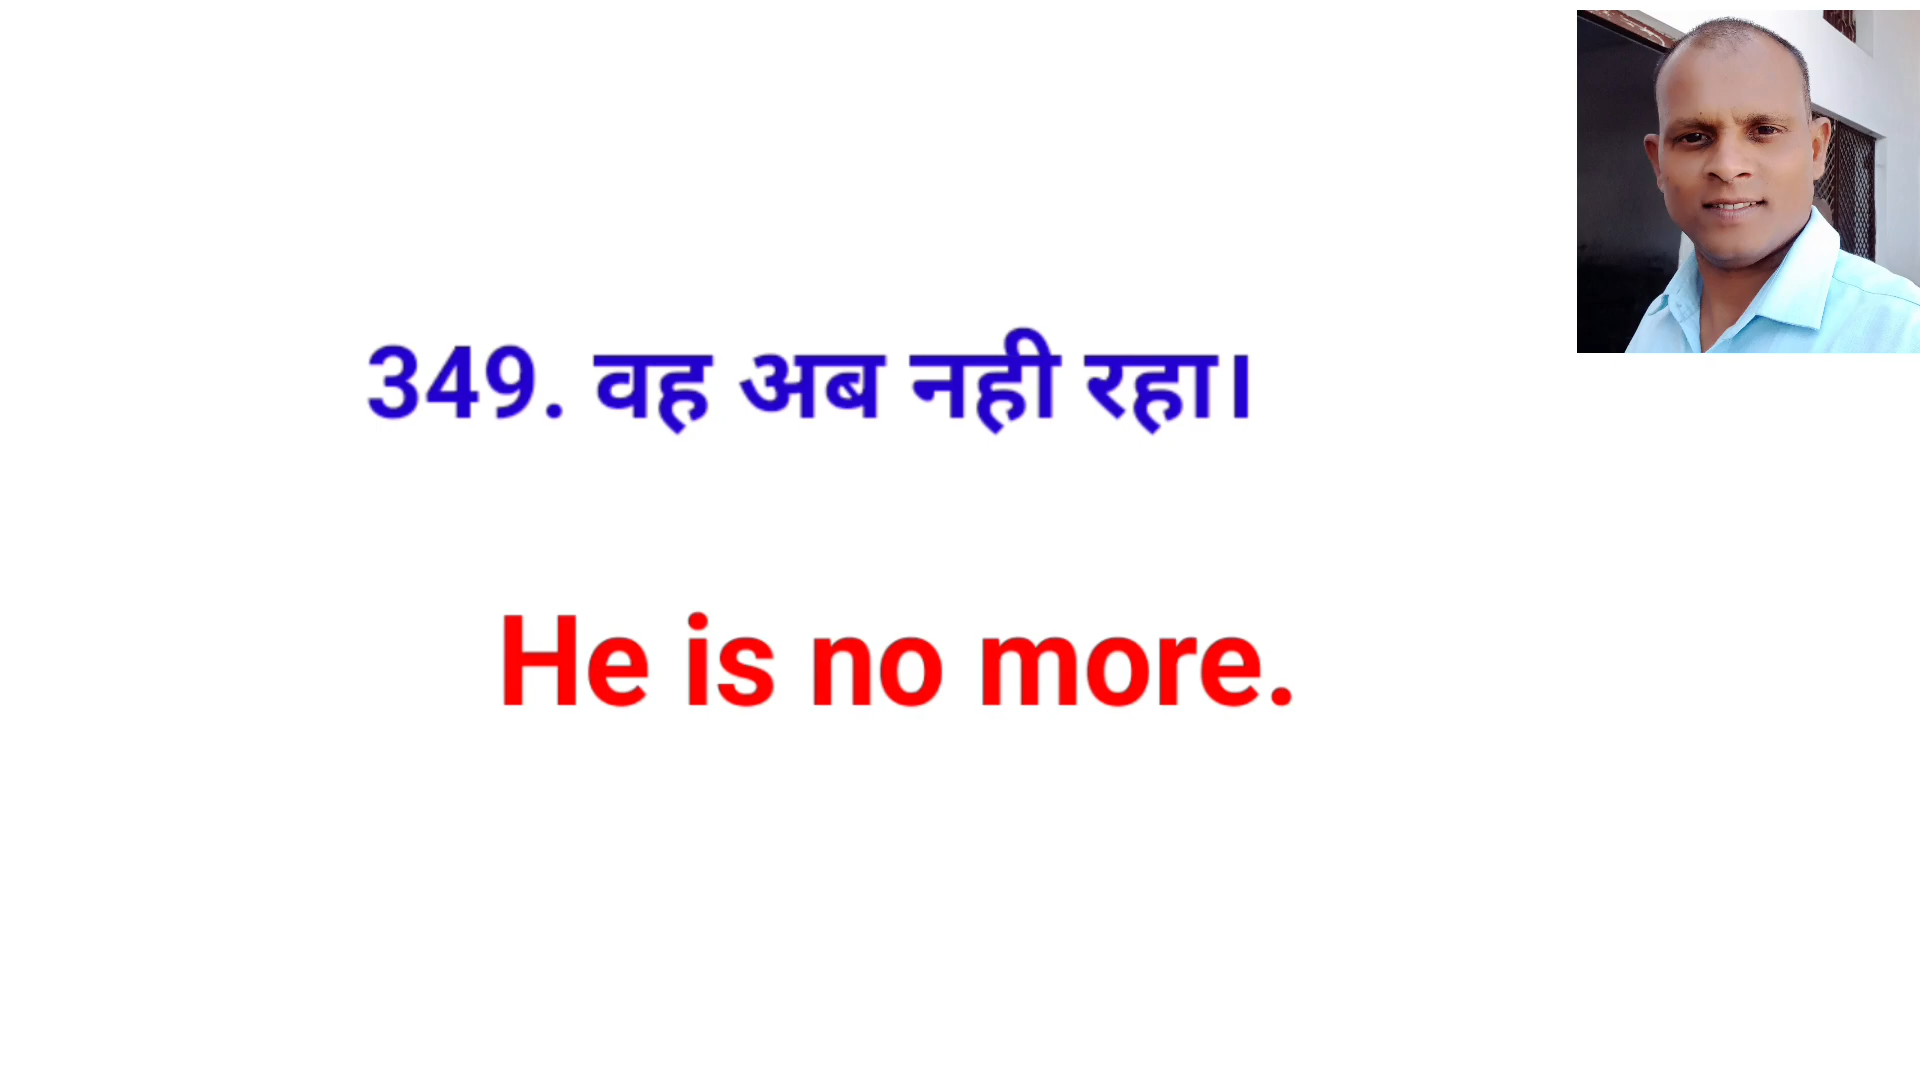 349. वह अब नही रहा।
He is no more.